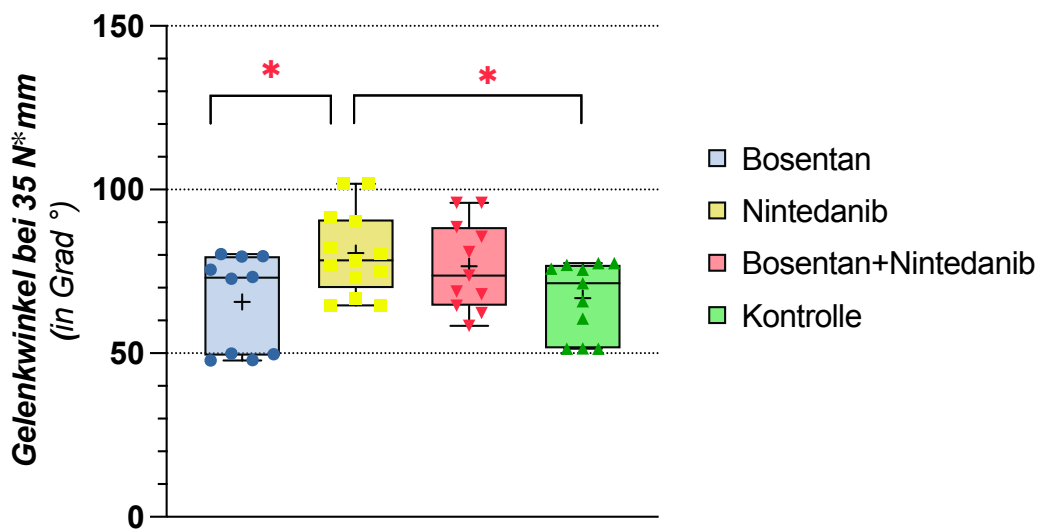 Gelenkwinkel bei 35 N*mm
(in Grad °)
150
100
50
0
*
*
Bosentan
Nintedanib
Bosentan+Nintedanib
Kontrolle